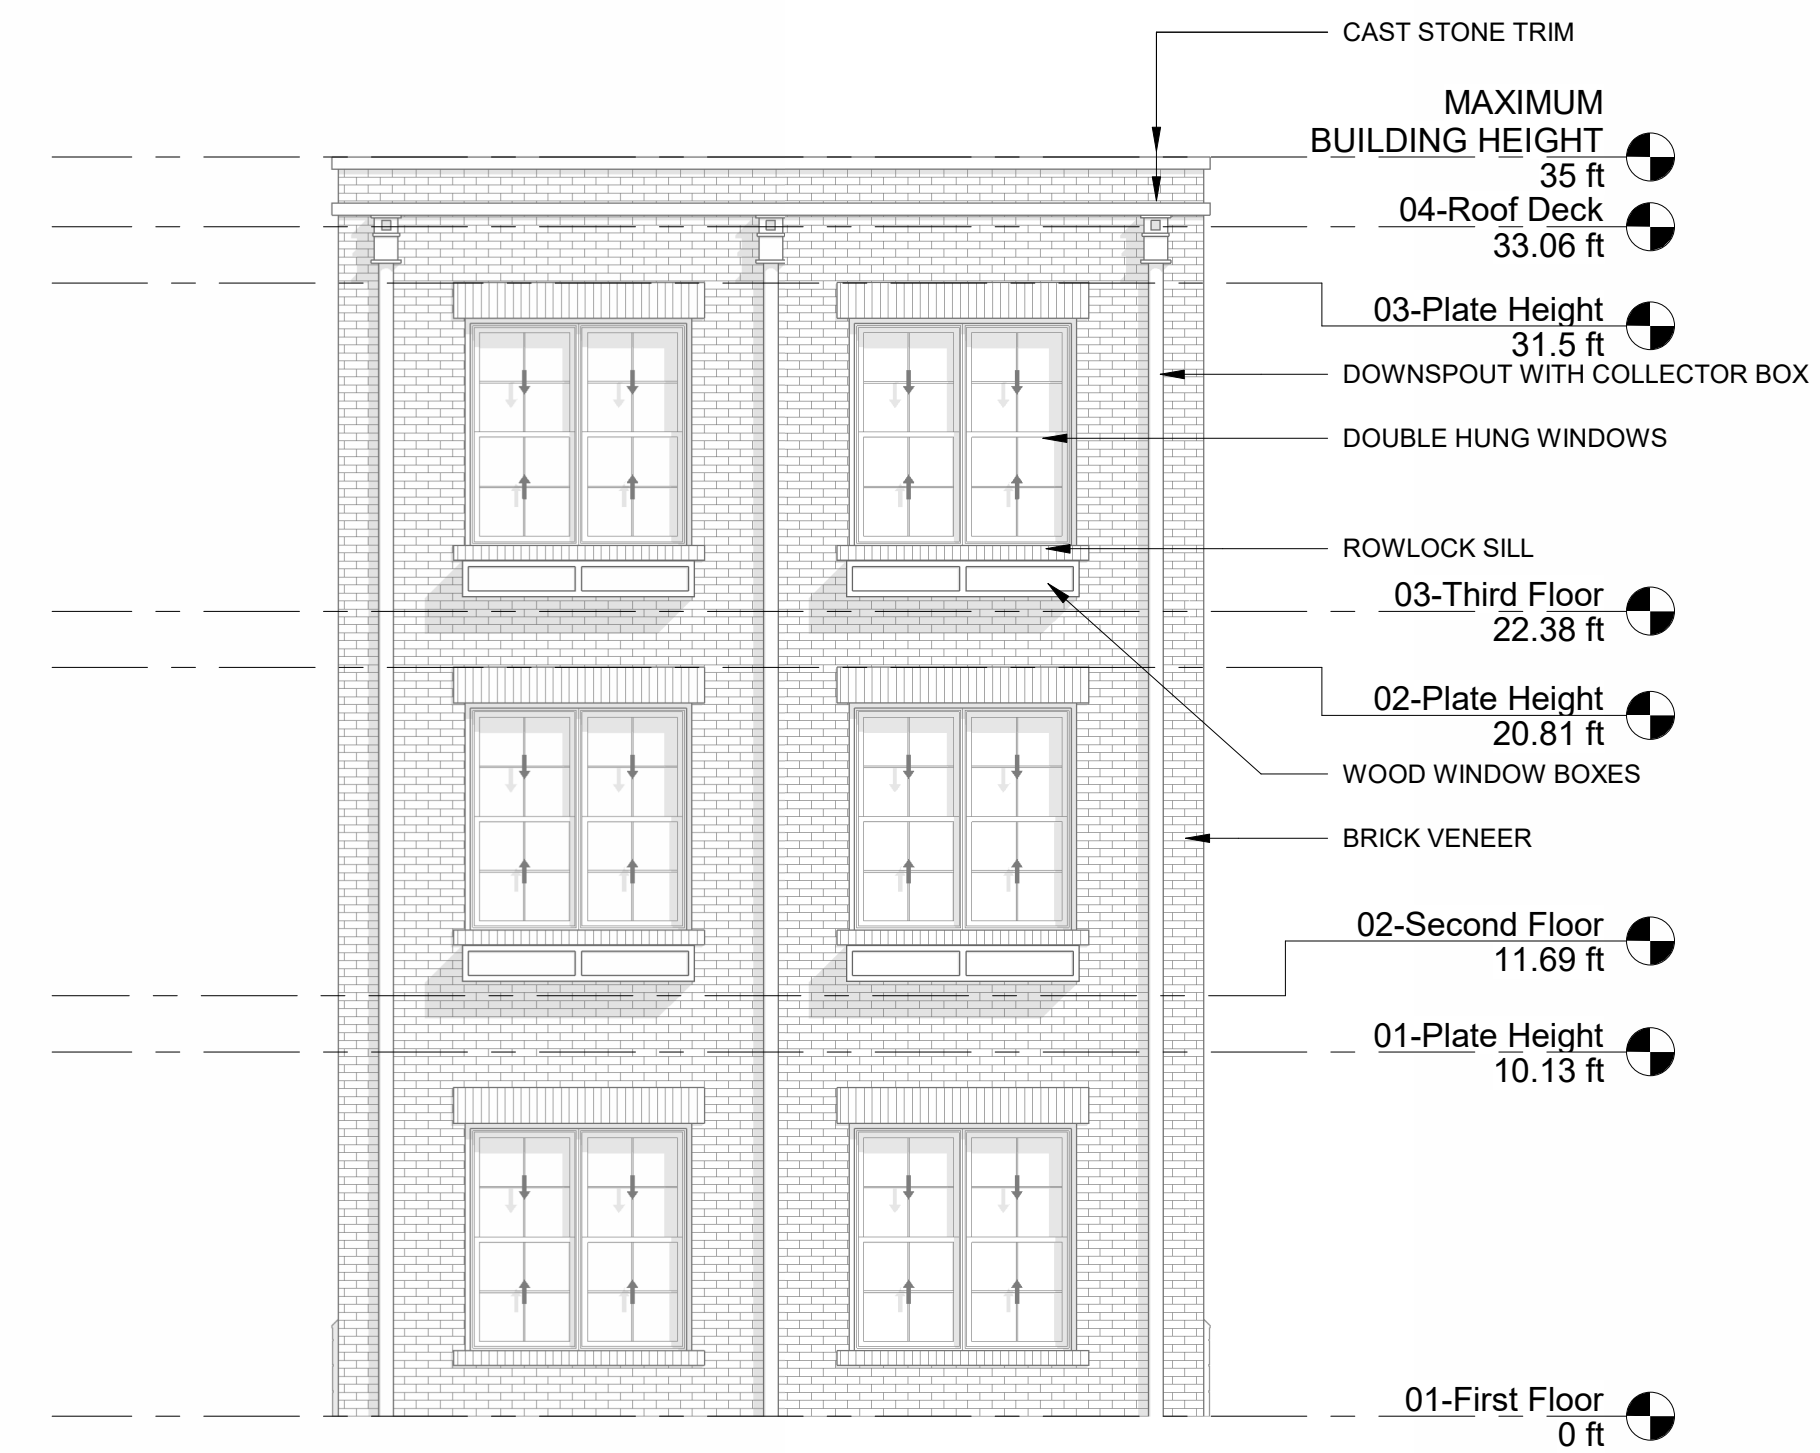 CAST STONE TRIM
MAXIMUM
BUILDING HEIGHT
35 ft
04-Roof Deck
33.06 ft
03-Plate Height
31.5 ft
DOWNSPOUT WITH COLLECTOR BOX
DOUBLE HUNG WINDOWS
ROWLOCK SILL
03-Third Floor
22.38 ft
02-Plate Height
20.81 ft
WOOD WINDOW BOXES
BRICK VENEER
02-Second Floor
11.69 ft
01-Plate Height
10.13 ft
01-First Floor
0 ft